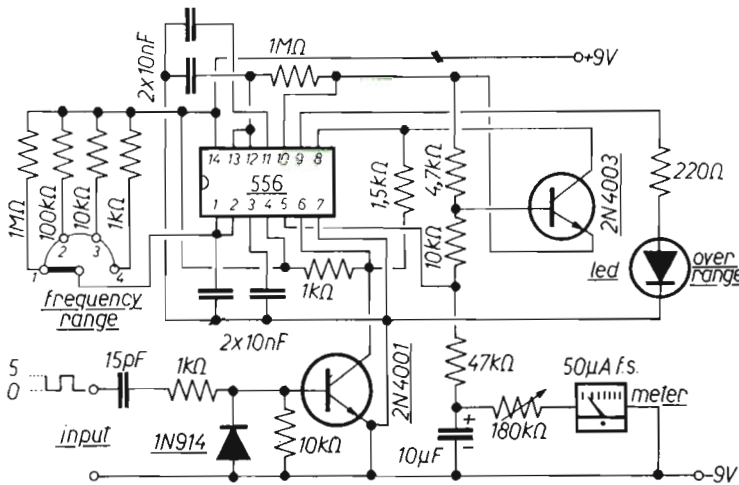 2x10nF
1MΩ
+9V
14 13 12 11 10 9 8
556
1 2 3 4 5 6 7
1MΩ
100kΩ
10kΩ
1kΩ
1 2 3 4
frequency
range
1,5kΩ
4,7kΩ
10kΩ
2N4003
220Ω
led
over
range
1kΩ
2x10nF
5
0
input
15pF
1kΩ
1N914
10kΩ
2N4001
47kΩ
10µF
+
-
180kΩ
50µA f.s.
meter
-9V